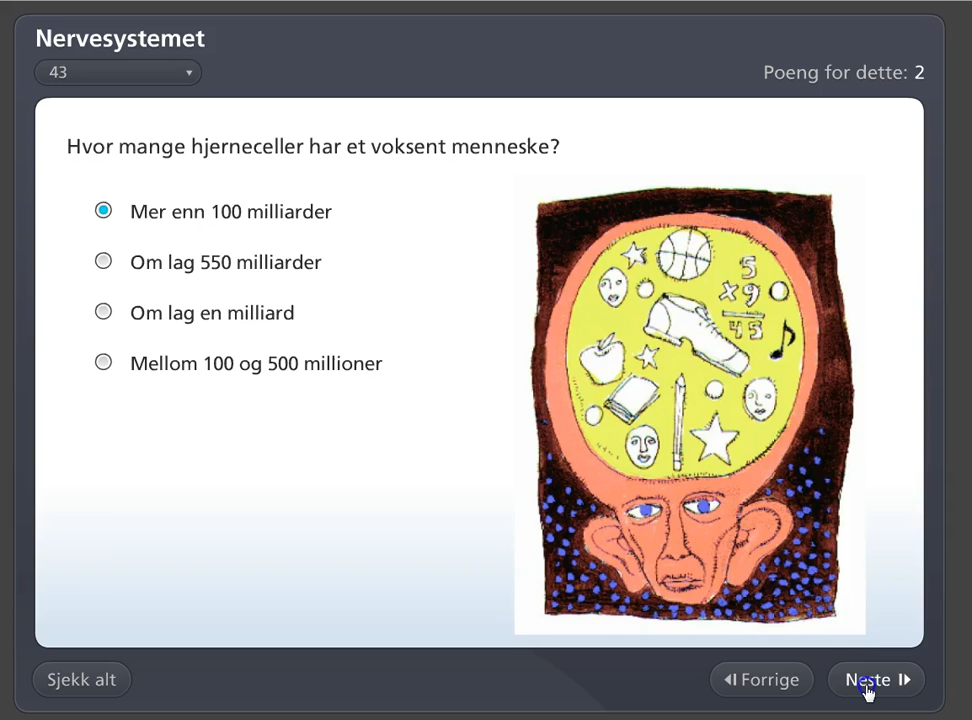 Nervesystemet
43
Poeng for dette: 2
Hvor mange hjerneceller har et voksent menneske?
Mer enn 100 milliarder
Om lag 550 milliarder
Om lag en milliard
Mellom 100 og 500 millioner
5
x9
45
Sjekk alt
Forrige
Neste